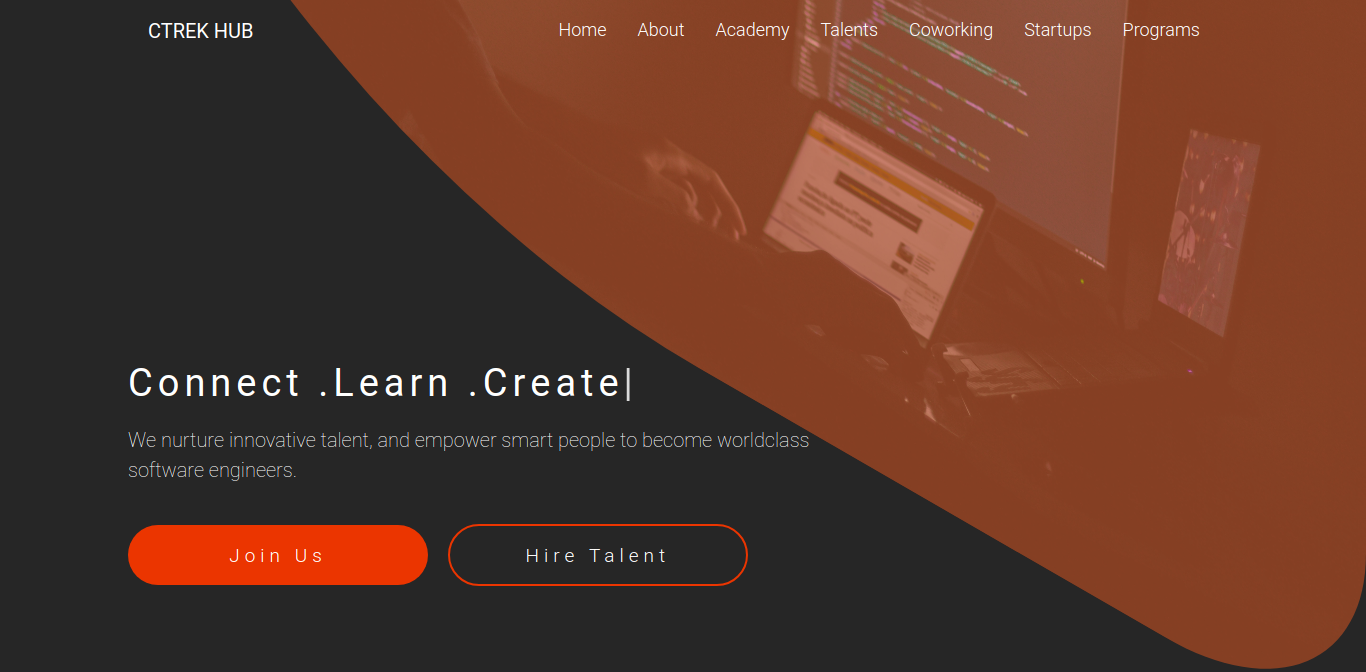 CTREK HUB
Home About Academy Talents Coworking Startups Programs
Connect .Learn .Create|
We nurture innovative talent, and empower smart people to become worldclass
software engineers.
Join Us
Hire Talent